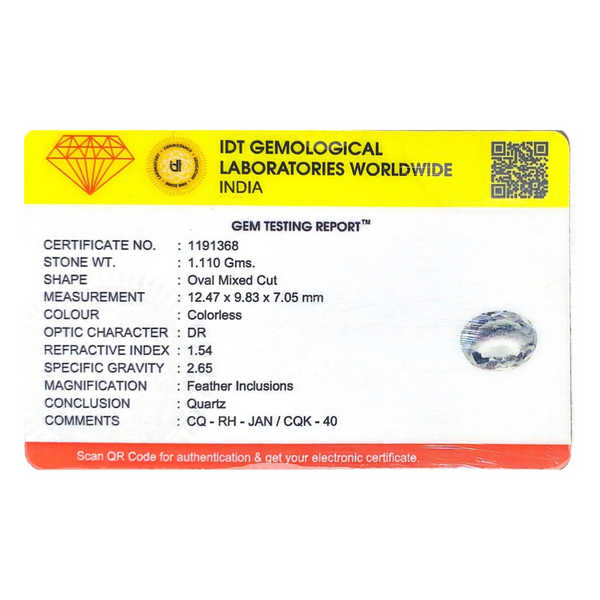 IDT GEMOLOGICAL
LABORATORIES WORLDWIDE
INDIA
GEM TESTING REPORT™
CERTIFICATE NO. : 1191368
STONE WT. : 1.110 Gms.
SHAPE : Oval Mixed Cut
MEASUREMENT : 12.47 x 9.83 x 7.05 mm
COLOUR : Colorless
OPTIC CHARACTER : DR
REFRACTIVE INDEX : 1.54
SPECIFIC GRAVITY : 2.65
MAGNIFICATION : Feather Inclusions
CONCLUSION : Quartz
COMMENTS : CQ - RH - JAN / CQK - 40
Scan QR Code for authentication & get your electronic certificate.